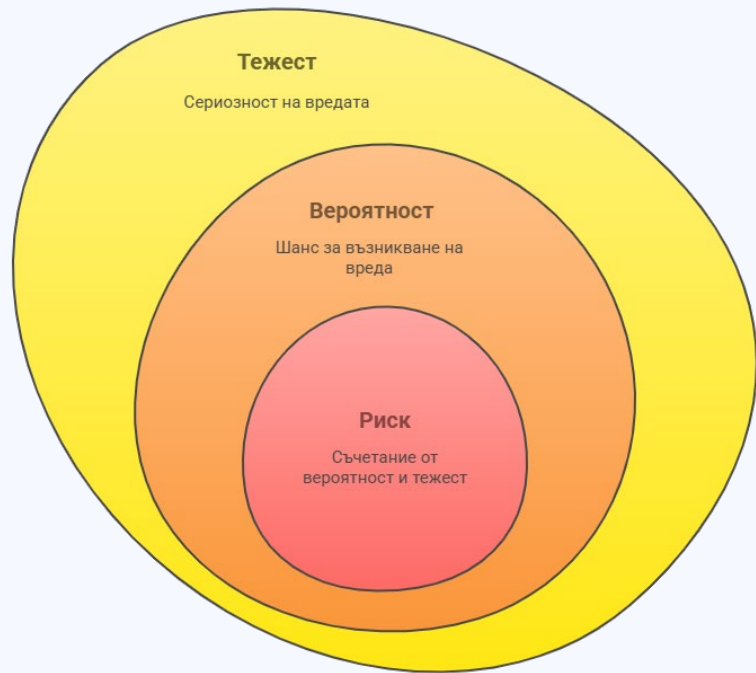 Тежест
Сериозност на вредата
Вероятност
Шанс за възникване на
вреда
Риск
Съчетание от
вероятност и тежест